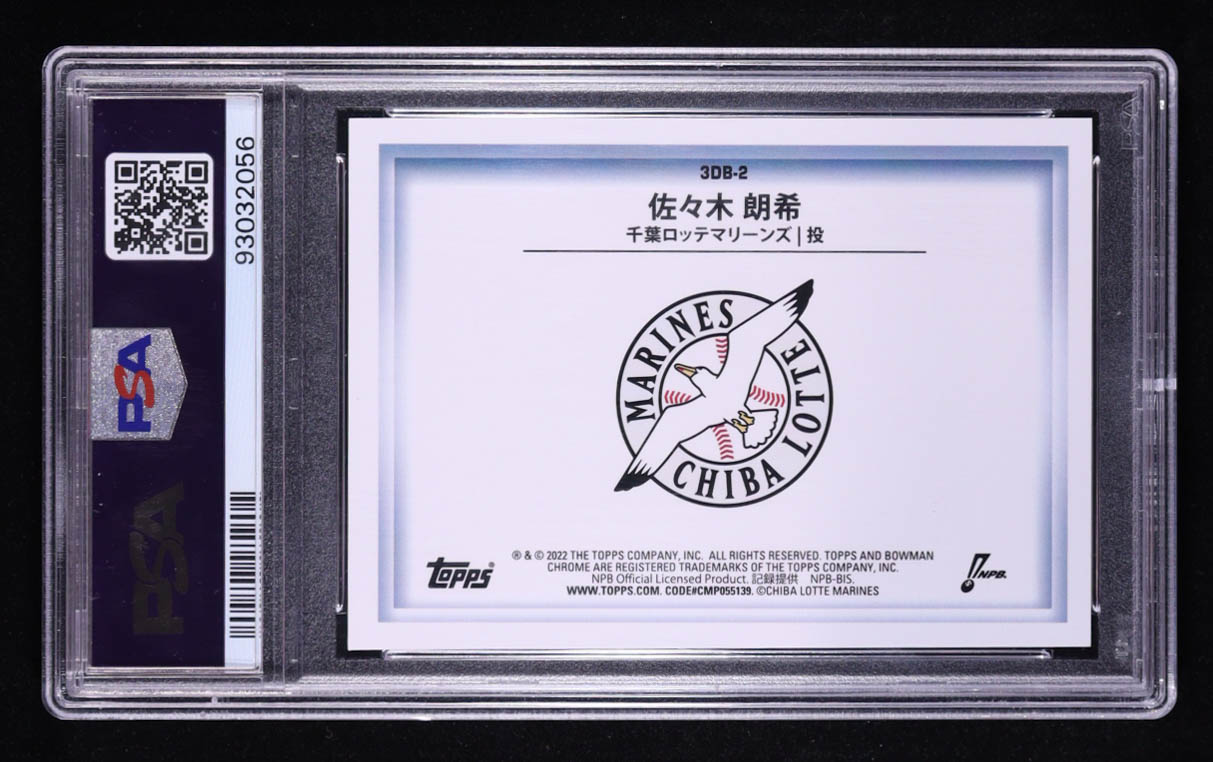 93032056
PSA
PSA
3DB-2
佐々木 朗希
千葉ロッテマリーンズ | 投
MARINES
CHIBA LOTTE
TOPPS
® & © 2022 THE TOPPS COMPANY, INC. ALL RIGHTS RESERVED. TOPPS AND BOWMAN
CHROME ARE REGISTERED TRADEMARKS OF THE TOPPS COMPANY, INC.
NPB Official Licensed Product. 記録提供 NPB-BIS.
WWW.TOPPS.COM. CODE#CMP055139. ©CHIBA LOTTE MARINES
NPB.
PSA